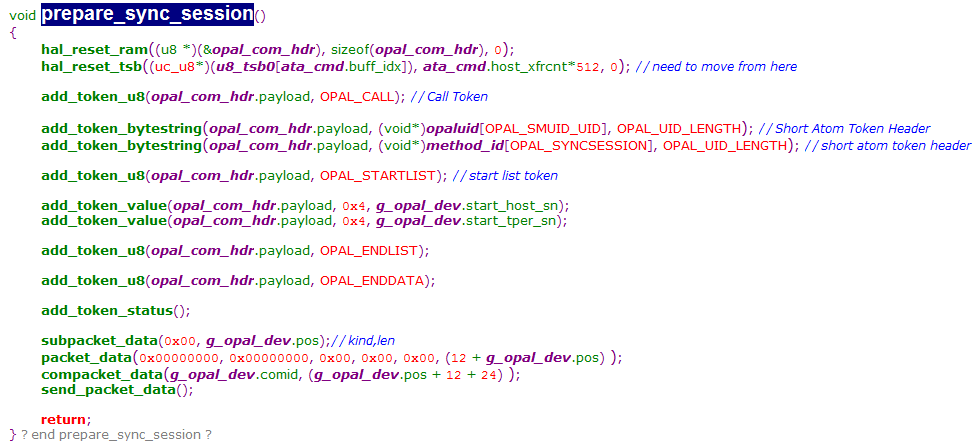 void prepare_sync_session()
{
hal_reset_ram((u8 *)(&opal_com_hdr), sizeof(opal_com_hdr), 0);
hal_reset_tsb((uc_u8*)(u8_tsb0[ata_cmd.buff_idx]), ata_cmd.host_xfrcnt*512, 0); //need to move from here
add_token_u8(opal_com_hdr.payload, OPAL_CALL); //Call Token
add_token_bytestring(opal_com_hdr.payload, (void*)opaluid[OPAL_SMUID_UID], OPAL_UID_LENGTH); //Short Atom Token Header
add_token_bytestring(opal_com_hdr.payload, (void*)method_id[OPAL_SYNCSESSION], OPAL_UID_LENGTH); //short atom token header
add_token_u8(opal_com_hdr.payload, OPAL_STARTLIST); //start list token
add_token_value(opal_com_hdr.payload, 0x4, g_opal_dev.start_host_sn);
add_token_value(opal_com_hdr.payload, 0x4, g_opal_dev.start_tper_sn);
add_token_u8(opal_com_hdr.payload, OPAL_ENDLIST);
add_token_u8(opal_com_hdr.payload, OPAL_ENDDATA);
add_token_status();
subpacket_data(0x00, g_opal_dev.pos);//kind,len
packet_data(0x00000000, 0x00000000, 0x00, 0x00, 0x00, (12 + g_opal_dev.pos) );
compacket_data(g_opal_dev.comid, (g_opal_dev.pos + 12 + 24) );
send_packet_data();
return;
} ? end prepare_sync_session ?